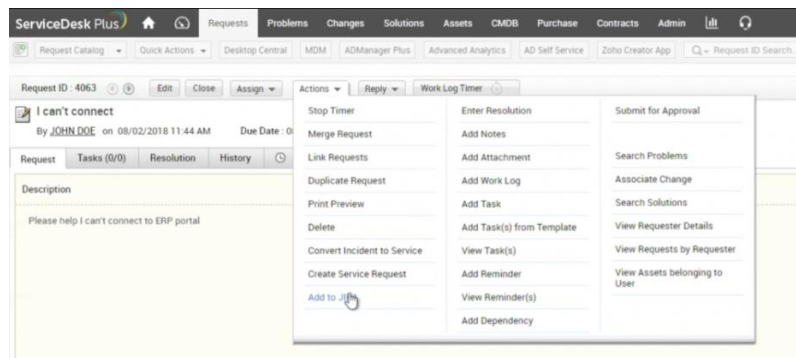 ServiceDesk Plus Requests Problems Changes Solutions Assets CMDB Purchase Contracts Admin
Request Catalog Quick Actions Desktop Central MDM ADManager Plus Advanced Analytics AD Self Service Zoho Creator App Request ID Search..
Request ID : 4063 Edit Close Assign Actions Reply Work Log Timer
I can't connect
By JOHN DOE on 08/02/2018 11:44 AM Due Date :
Request Tasks (0/0) Resolution History
Description
Please help I can't connect to ERP portal
Stop Timer
Merge Request
Link Requests
Duplicate Request
Print Preview
Delete
Convert Incident to Service
Create Service Request
Add to
Enter Resolution
Add Notes
Add Attachment
Add Work Log
Add Task
Add Task(s) from Template
View Task(s)
Add Reminder
View Reminder(s)
Add Dependency
Submit for Approval
Search Problems
Associate Change
Search Solutions
View Requester Details
View Requests by Requester
View Assets belonging to
User